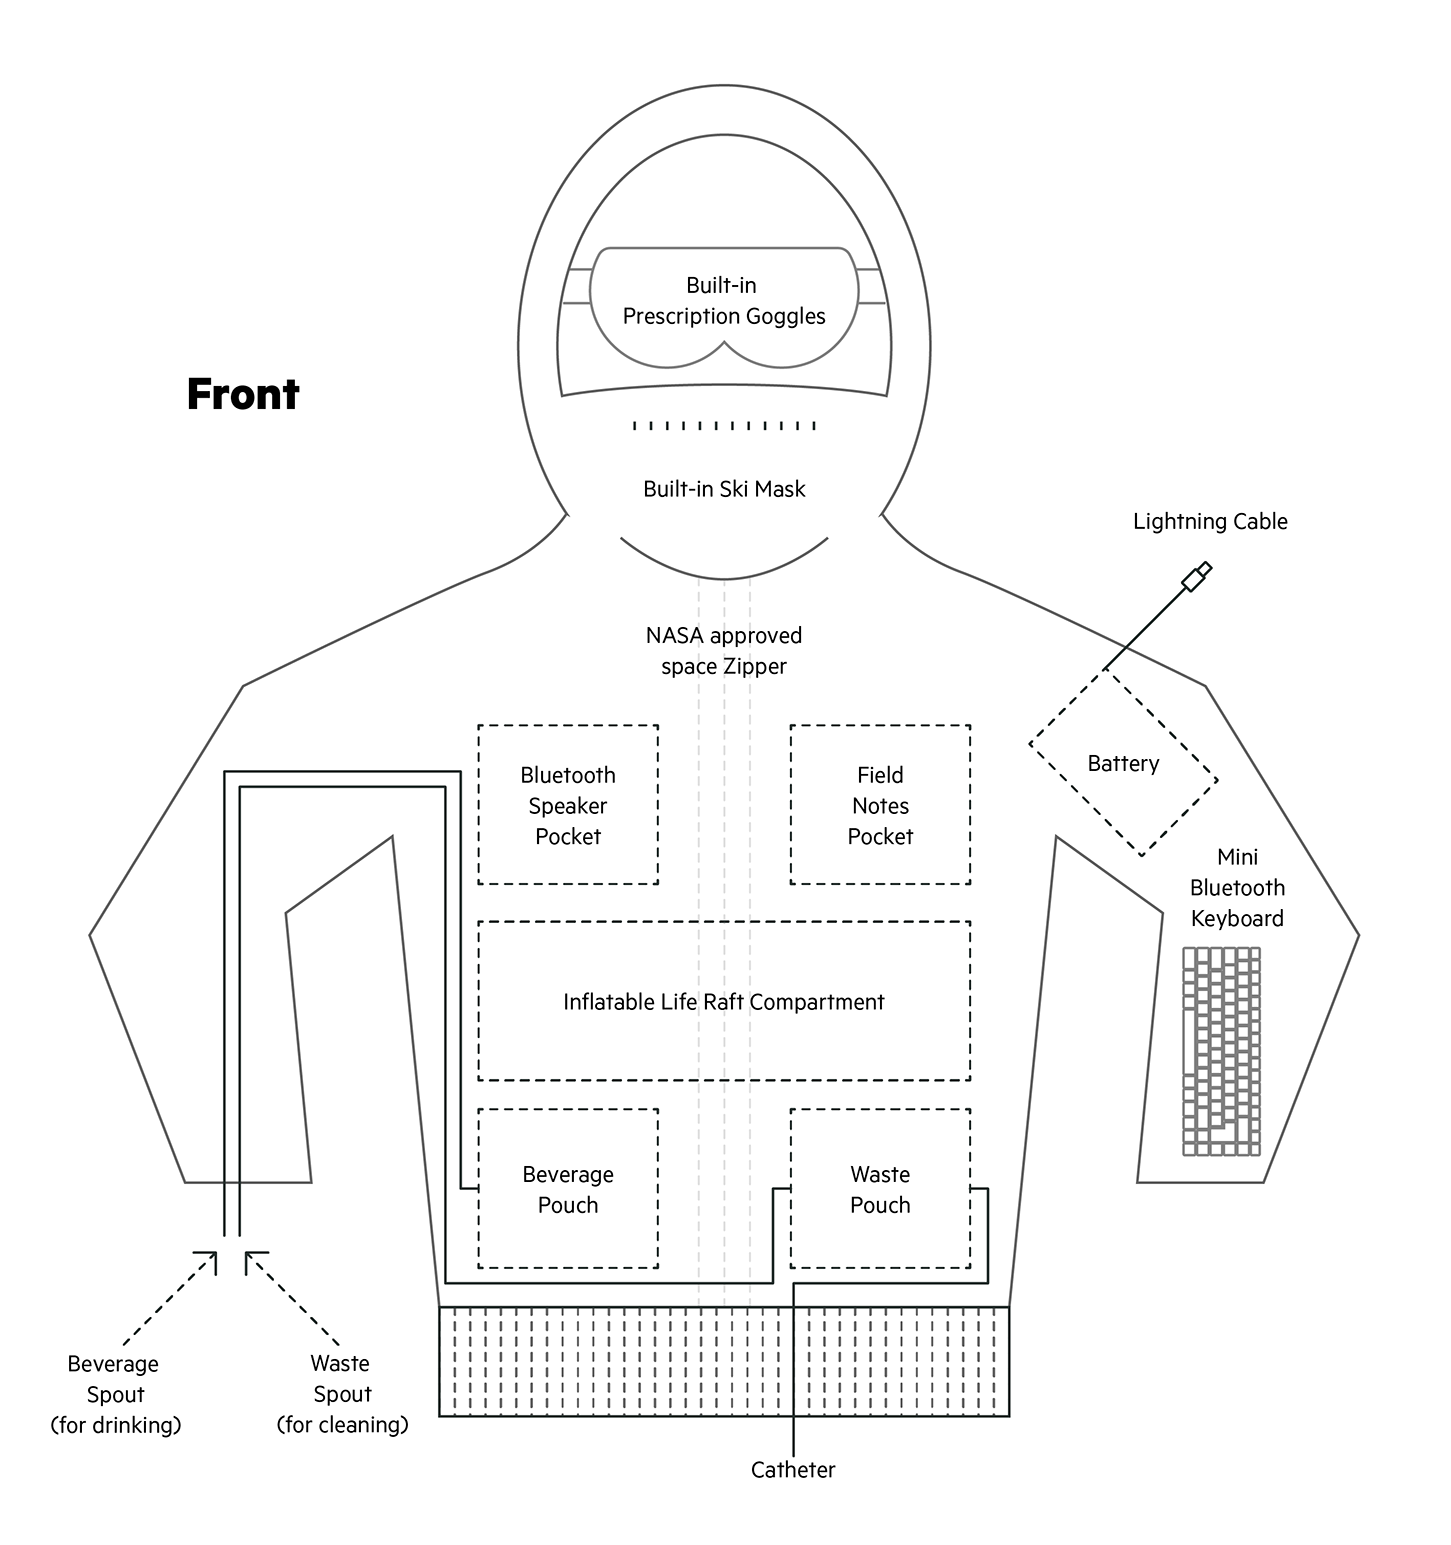 Built-in
Prescription Goggles
Front
Built-in Ski Mask
Lightning Cable
NASA approved
space Zipper
Bluetooth
Speaker
Pocket
Field
Notes
Pocket
Battery
Mini
Bluetooth
Keyboard
Inflatable Life Raft Compartment
Beverage
Pouch
Waste
Pouch
Beverage
Spout
(for drinking)
Waste
Spout
(for cleaning)
Catheter